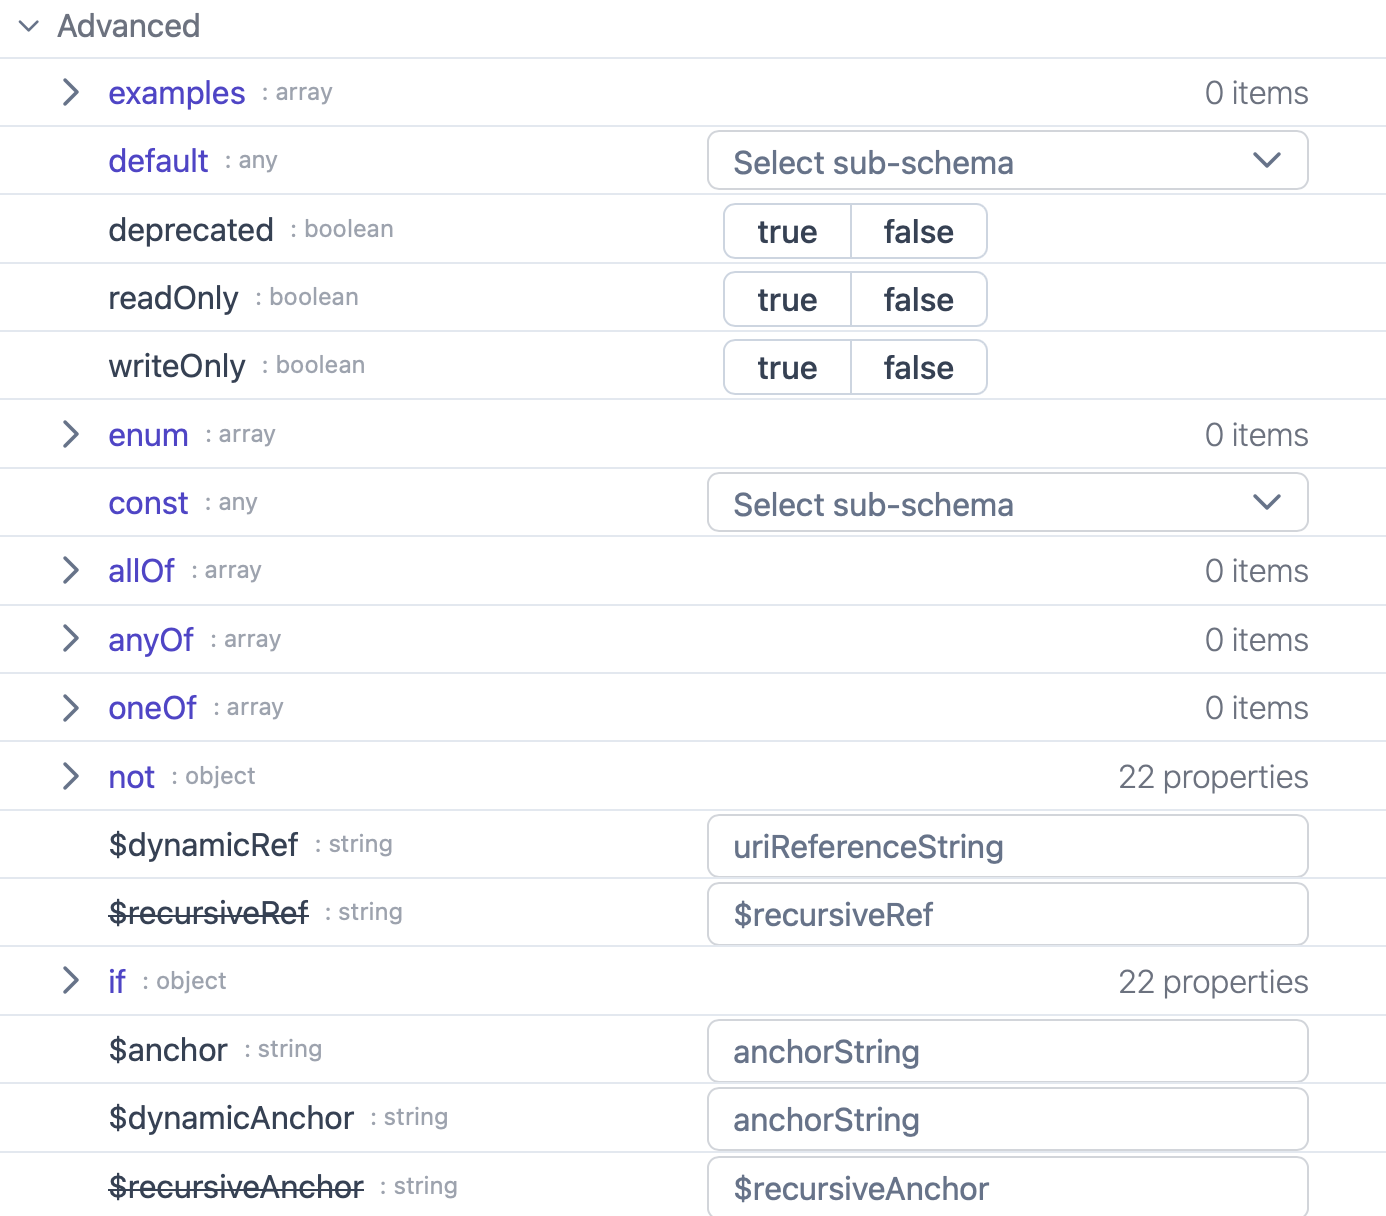 Advanced
examples : array 0 items
default : any Select sub-schema
deprecated : boolean true false
readOnly : boolean true false
writeOnly : boolean true false
enum : array 0 items
const : any Select sub-schema
allOf : array 0 items
anyOf : array 0 items
oneOf : array 0 items
not : object 22 properties
$dynamicRef : string uriReferenceString
$recursiveRef : string $recursiveRef
if : object 22 properties
$anchor : string anchorString
$dynamicAnchor : string anchorString
$recursiveAnchor : string $recursiveAnchor